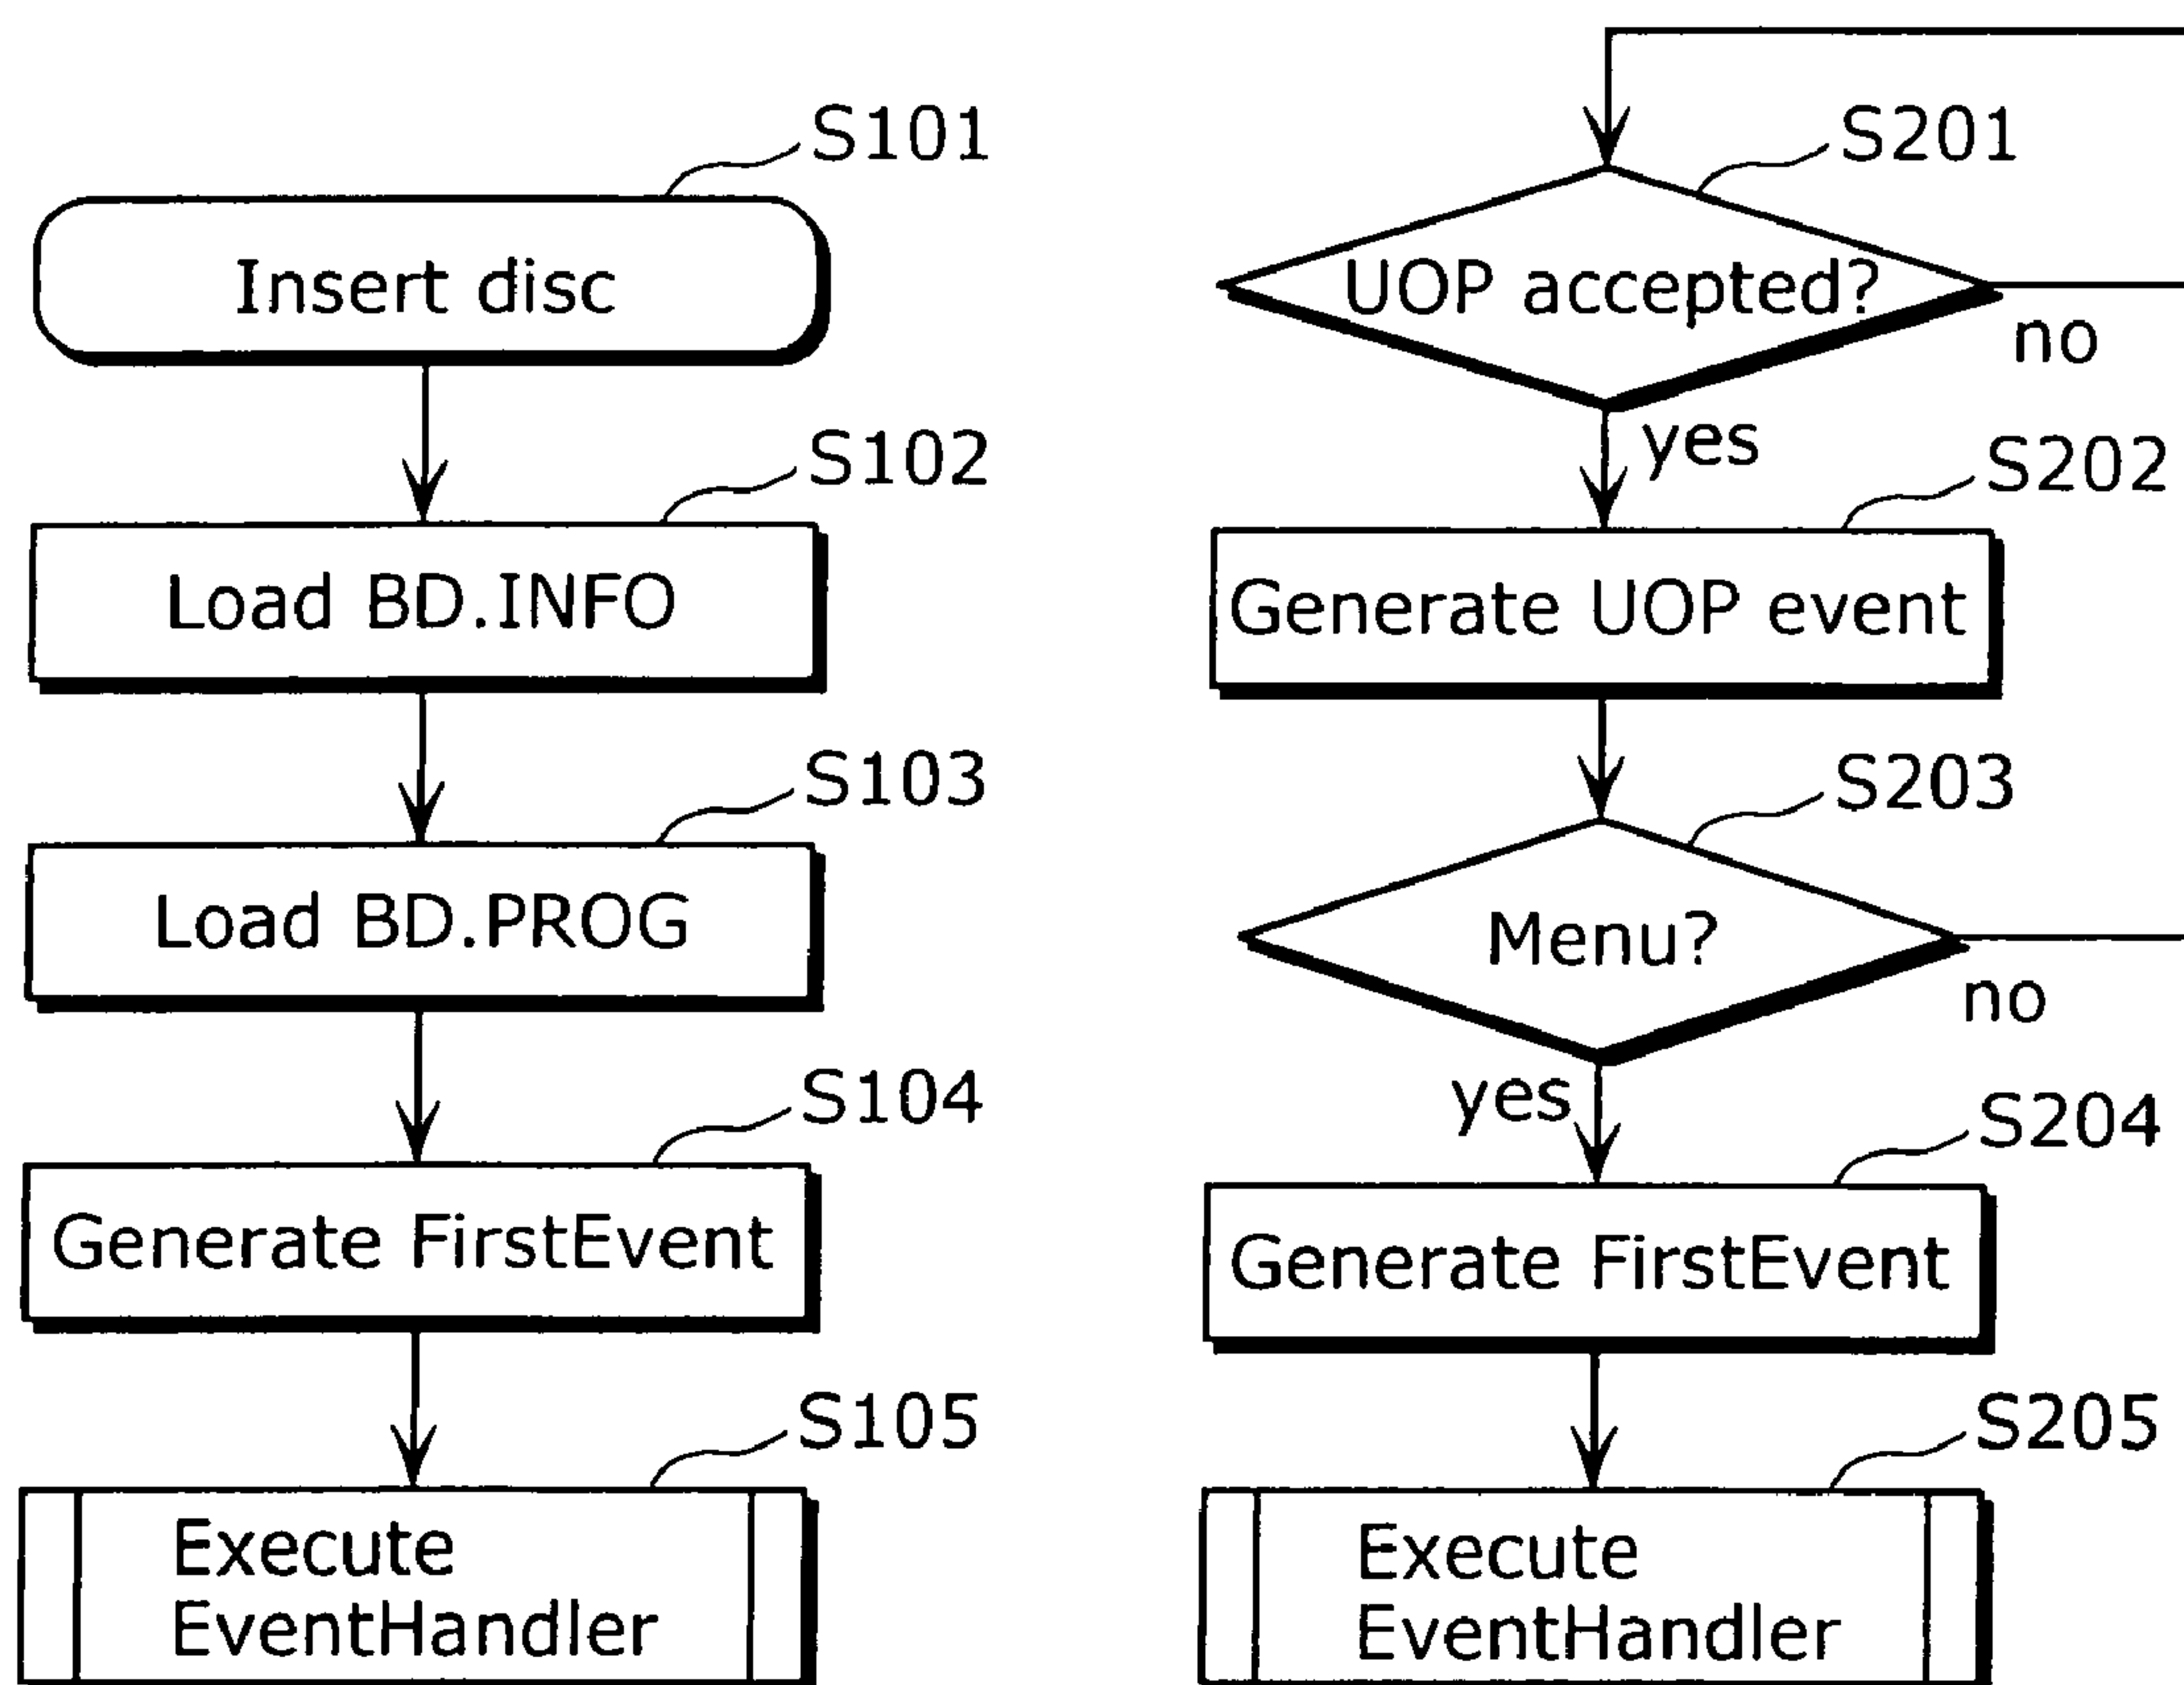 S101
Insert disc
S102
Load BD.INFO
S103
Load BD.PROG
S104
Generate FirstEvent
S105
Execute
EventHandler
S201
UOP accepted?
no
yes
S202
Generate UOP event
S203
Menu?
no
yes
S204
Generate FirstEvent
S205
Execute
EventHandler